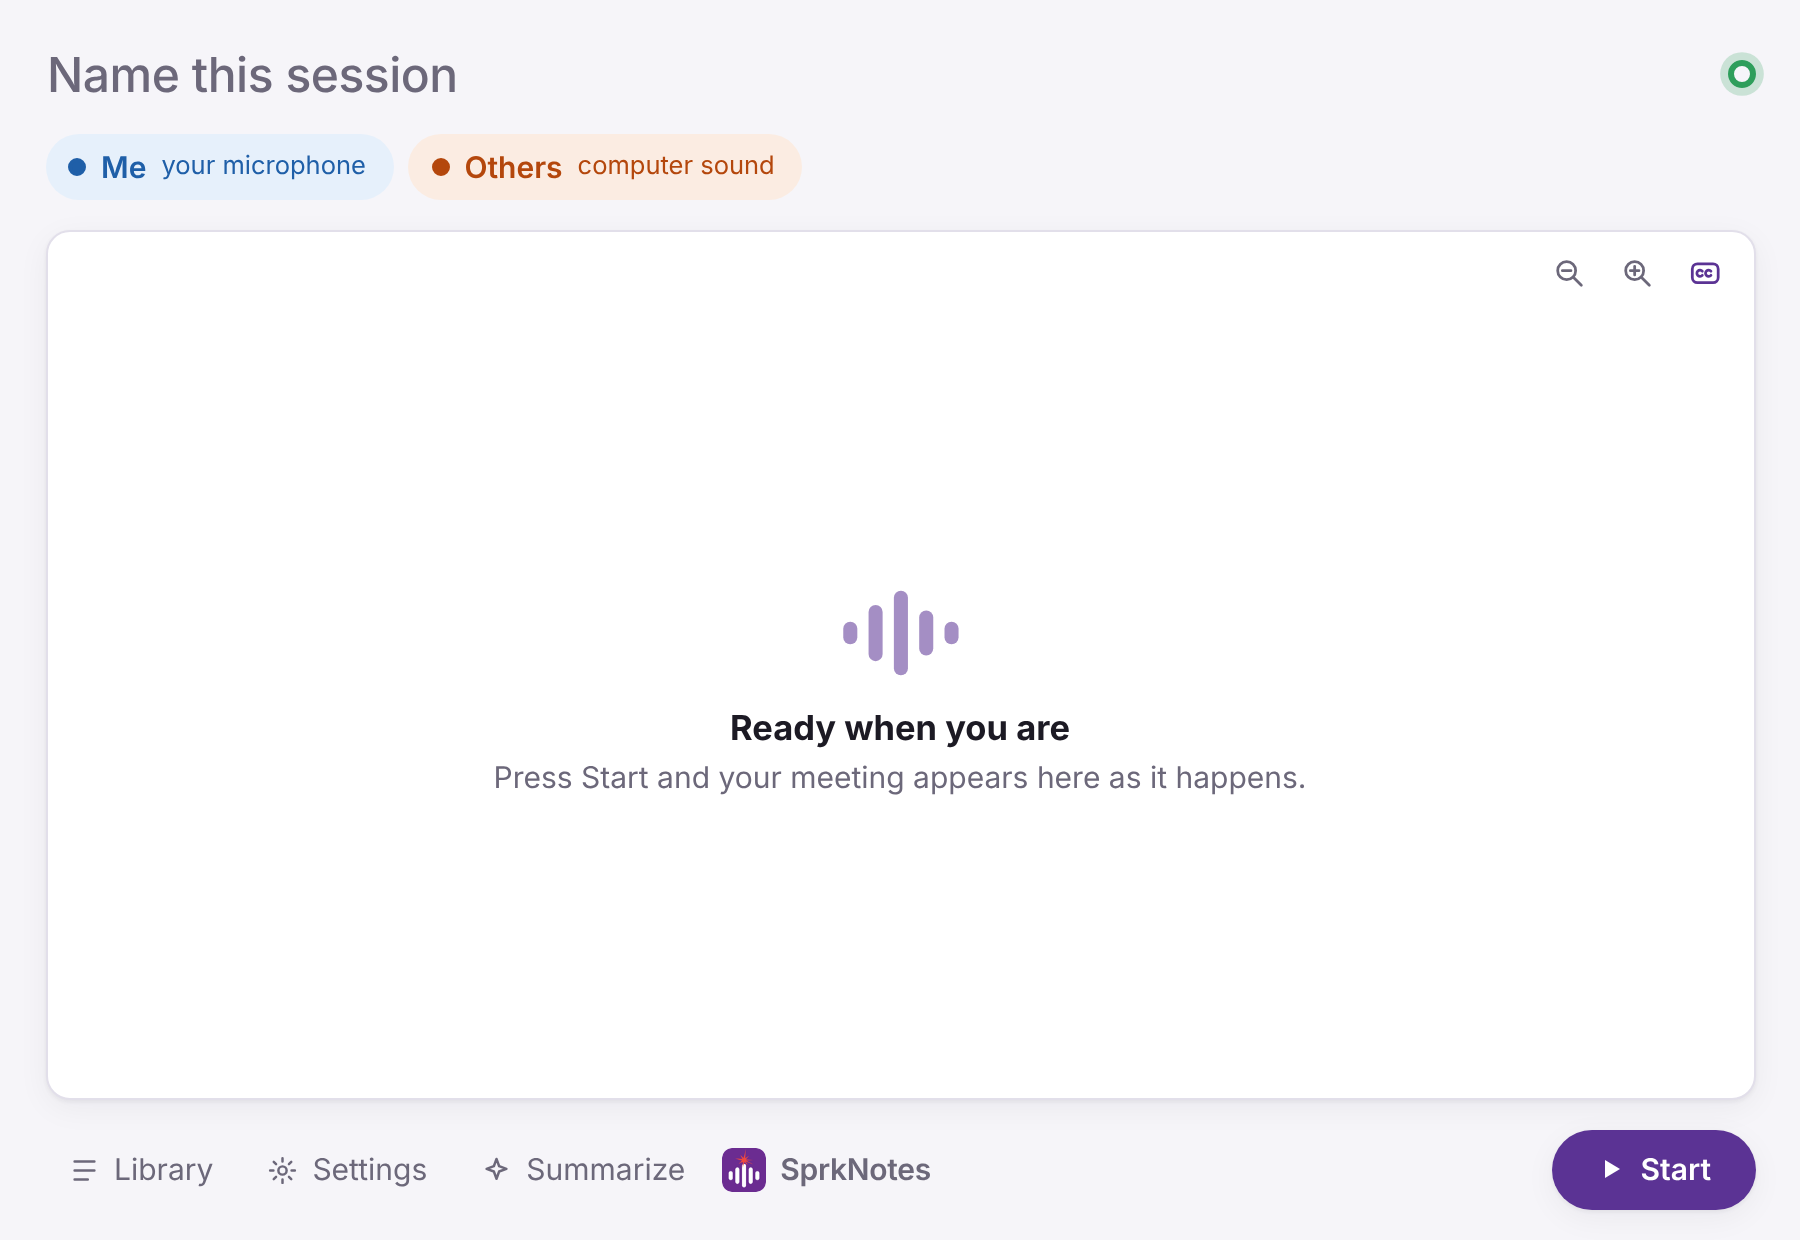 Name this session
Me your microphone
Others computer sound
CC
Ready when you are
Press Start and your meeting appears here as it happens.
Library
Settings
Summarize
SprkNotes
Start